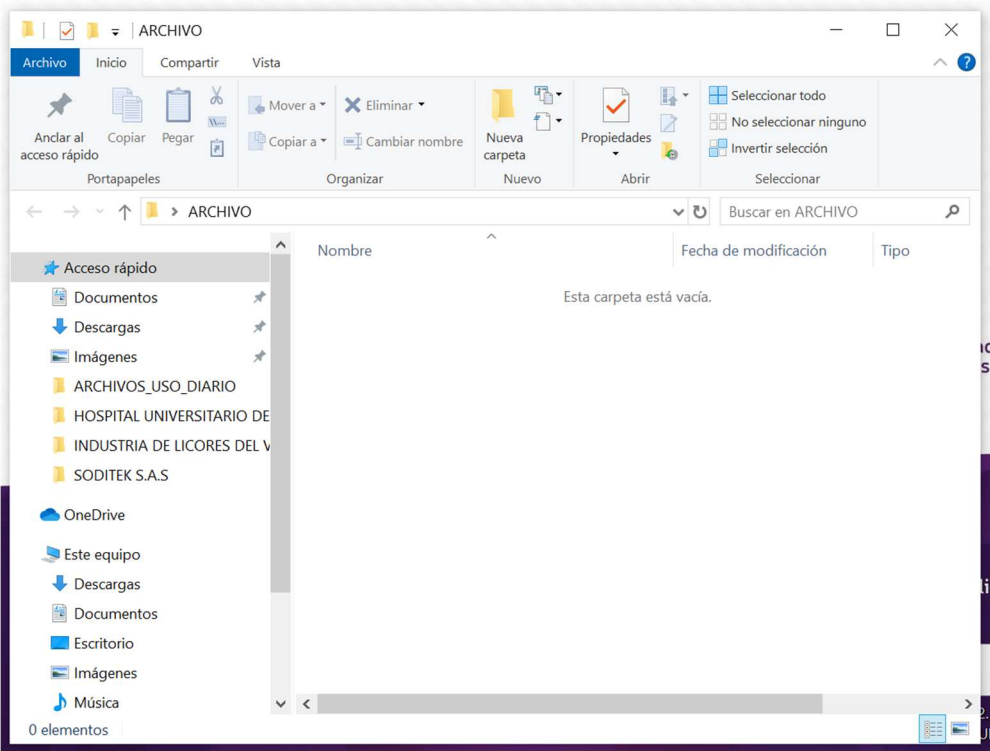 ARCHIVO
Archivo Inicio Compartir Vista
Anclar al acceso rápido
Copiar
Pegar
Mover a
Copiar a
Eliminar
Cambiar nombre
Nueva carpeta
Propiedades
Seleccionar todo
No seleccionar ninguno
Invertir selección
Portapapeles Organizar Nuevo Abrir Seleccionar
ARCHIVO
Buscar en ARCHIVO
Nombre Fecha de modificación Tipo
Esta carpeta está vacía.
Acceso rápido
Documentos
Descargas
Imágenes
ARCHIVOS_USO_DIARIO
HOSPITAL UNIVERSITARIO DE
INDUSTRIA DE LICORES DEL V
SODITEK S.A.S
OneDrive
Este equipo
Descargas
Documentos
Escritorio
Imágenes
Música
0 elementos